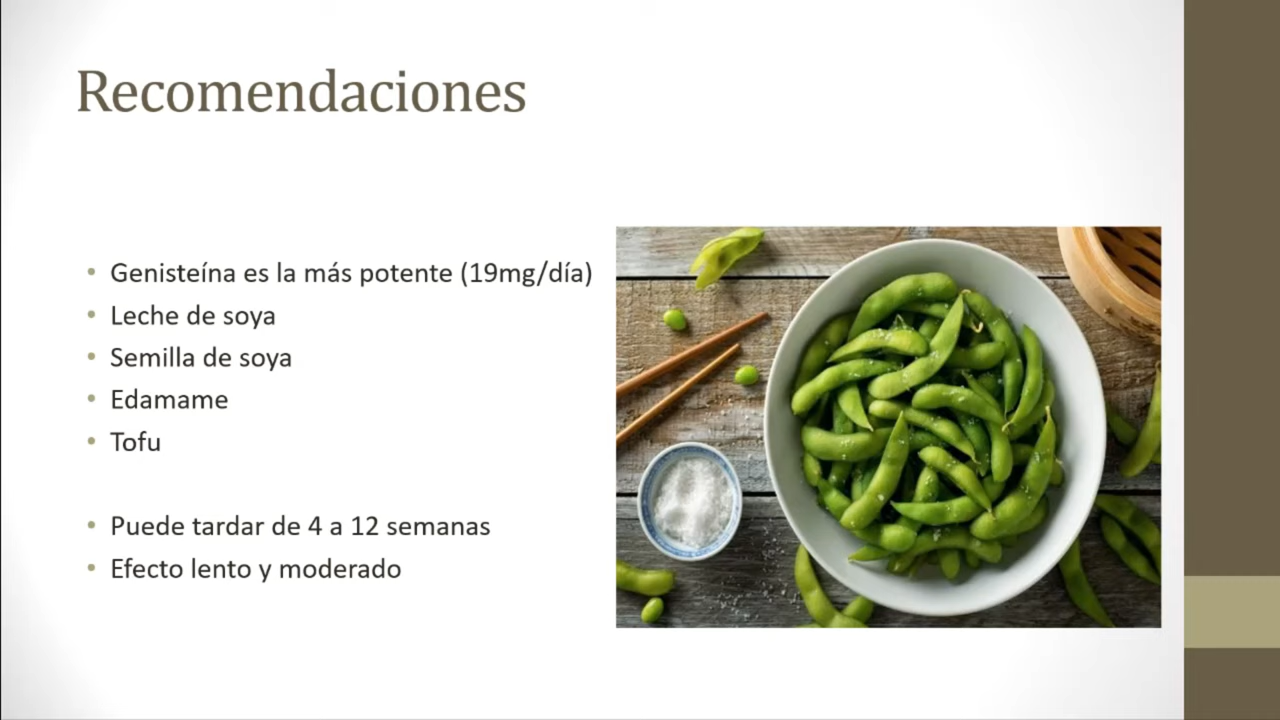 Recomendaciones
• Genisteína es la más potente (19mg/día)
• Leche de soya
• Semilla de soya
• Edamame
• Tofu
• Puede tardar de 4 a 12 semanas
• Efecto lento y moderado